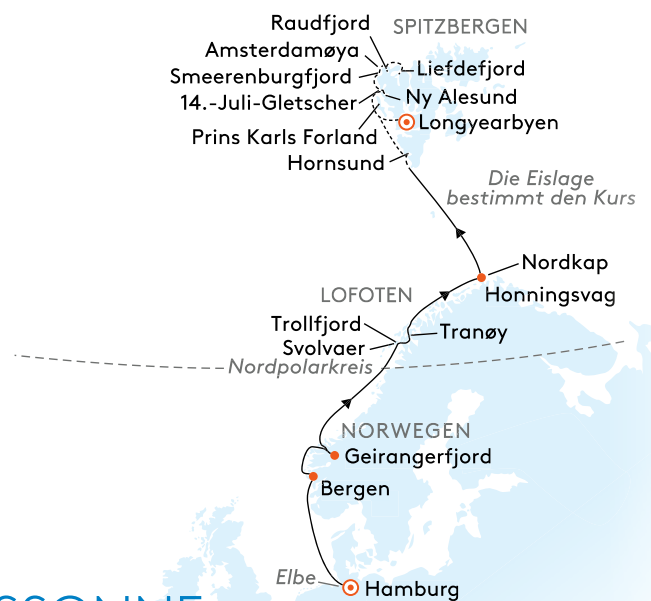 Raudfjord
SPITZBERGEN
Amsterdamøya
Liefdefjord
Smeerenburgfjord
14.-Juli-Gletscher
Ny Alesund
Longyearbyen
Prins Karls Forland
Hornsund
Die Eislage
bestimmt den Kurs
Nordkap
LOFOTEN
Honningsvag
Trollfjord
Tranøy
Svolvaer
Nordpolarkreis
NORWEGEN
Geirangerfjord
Bergen
Elbe
Hamburg